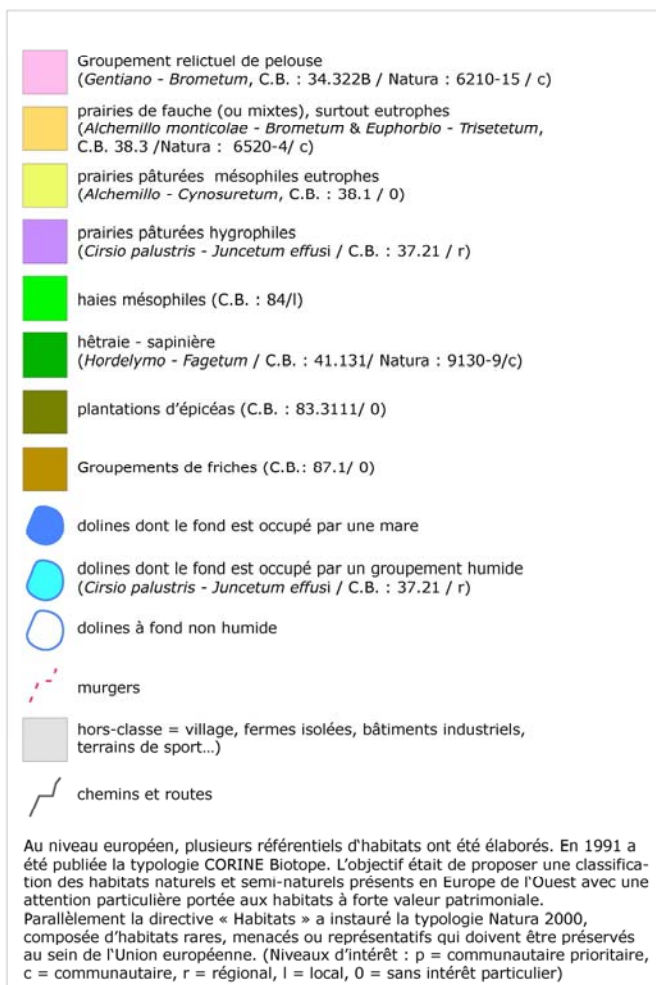 Groupement relictuel de pelouse
(Gentiano - Brometum, C.B. : 34.322B / Natura : 6210-15 / c)
prairies de fauche (ou mixtes), surtout eutrophes
(Alchemillo monticolae - Brometum & Euphorbio - Trisetetum,
C.B. 38.3 /Natura : 6520-4/ c)
prairies pâturées mésophiles eutrophes
(Alchemillo - Cynosuretum, C.B. : 38.1 / 0)
prairies pâturées hygrophiles
(Cirsio palustris - Juncetum effusi / C.B. : 37.21 / r)
haies mésophiles (C.B. : 84/l)
hêtraie - sapinière
(Hordelymo - Fagetum / C.B. : 41.131/ Natura : 9130-9/c)
plantations d'épicéas (C.B. : 83.3111/ 0)
Groupements de friches (C.B.: 87.1/ 0)
dolines dont le fond est occupé par une mare
dolines dont le fond est occupé par un groupement humide
(Cirsio palustris - Juncetum effusi / C.B. : 37.21 / r)
dolines à fond non humide
murgers
hors-classe = village, fermes isolées, bâtiments industriels,
terrains de sport...)
chemins et routes
Au niveau européen, plusieurs référentiels d'habitats ont été élaborés. En 1991 a
été publiée la typologie CORINE Biotope. L'objectif était de proposer une classifica-
tion des habitats naturels et semi-naturels présents en Europe de l'Ouest avec une
attention particulière portée aux habitats à forte valeur patrimoniale.
Parallèlement la directive « Habitats » a instauré la typologie Natura 2000,
composée d'habitats rares, menacés ou représentatifs qui doivent être préservés
au sein de l'Union européenne. (Niveaux d'intérêt : p = communautaire prioritaire,
c = communautaire, r = régional, l = local, 0 = sans intérêt particulier)